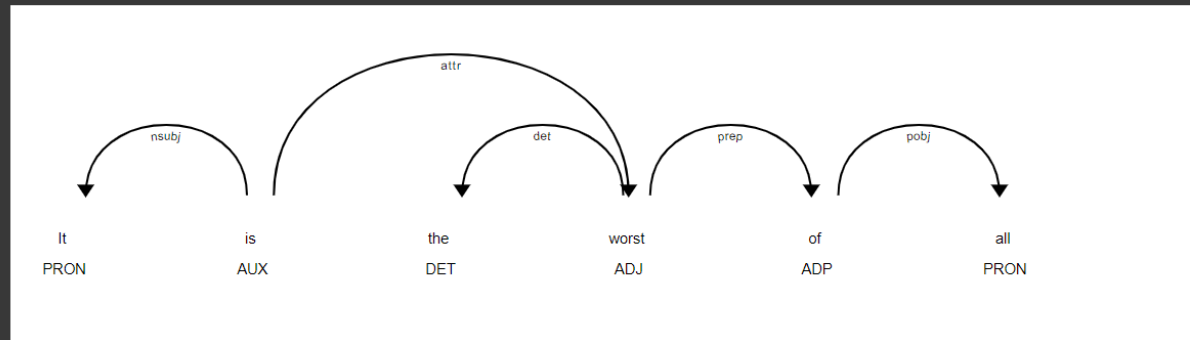 attr
nsubj det prep pobj
It is the worst of all
PRON AUX DET ADJ ADP PRON